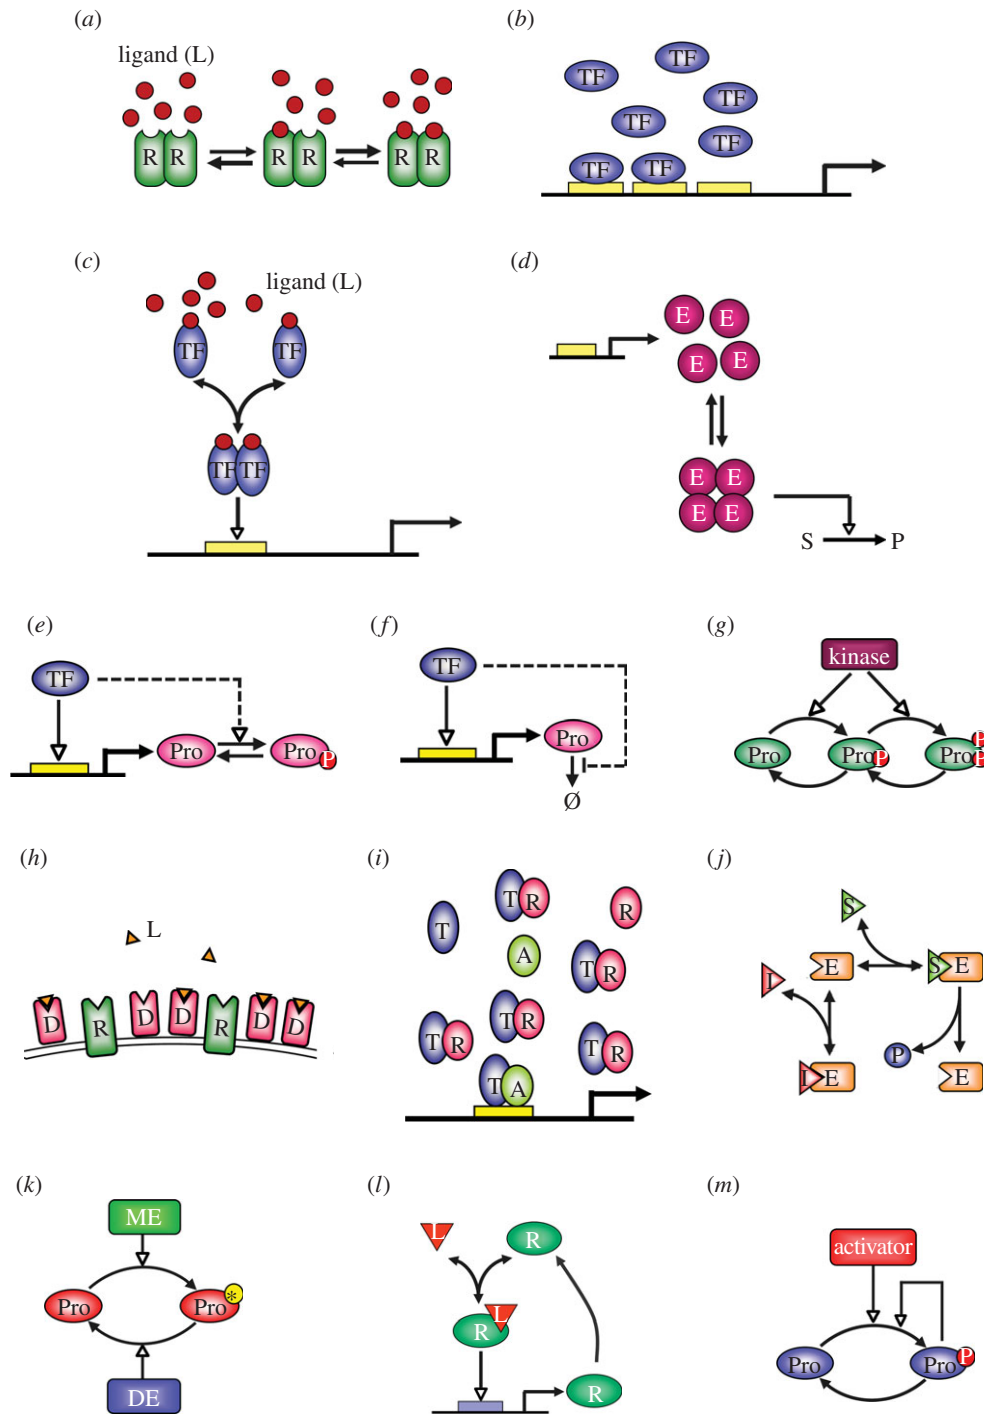 (a)
ligand (L)
R R R R R R
(b)
TF
TF
TF
TF
TF
TF TF
(c)
ligand (L)
TF TF
TF TF
(d)
E E
E E
E E
E E
S P
(e)
TF
Pro Pro P
(f)
TF
Pro
Ø
(g)
kinase
Pro Pro P Pro P P
(h)
L
D R D D R D D
(i)
T R
R
T
A
T R
T R
T R
T R
T A
(j)
S
E S E
I
P
I E E
(k)
ME
Pro Pro *
DE
(l)
L R
L
R
R
(m)
activator
Pro Pro P